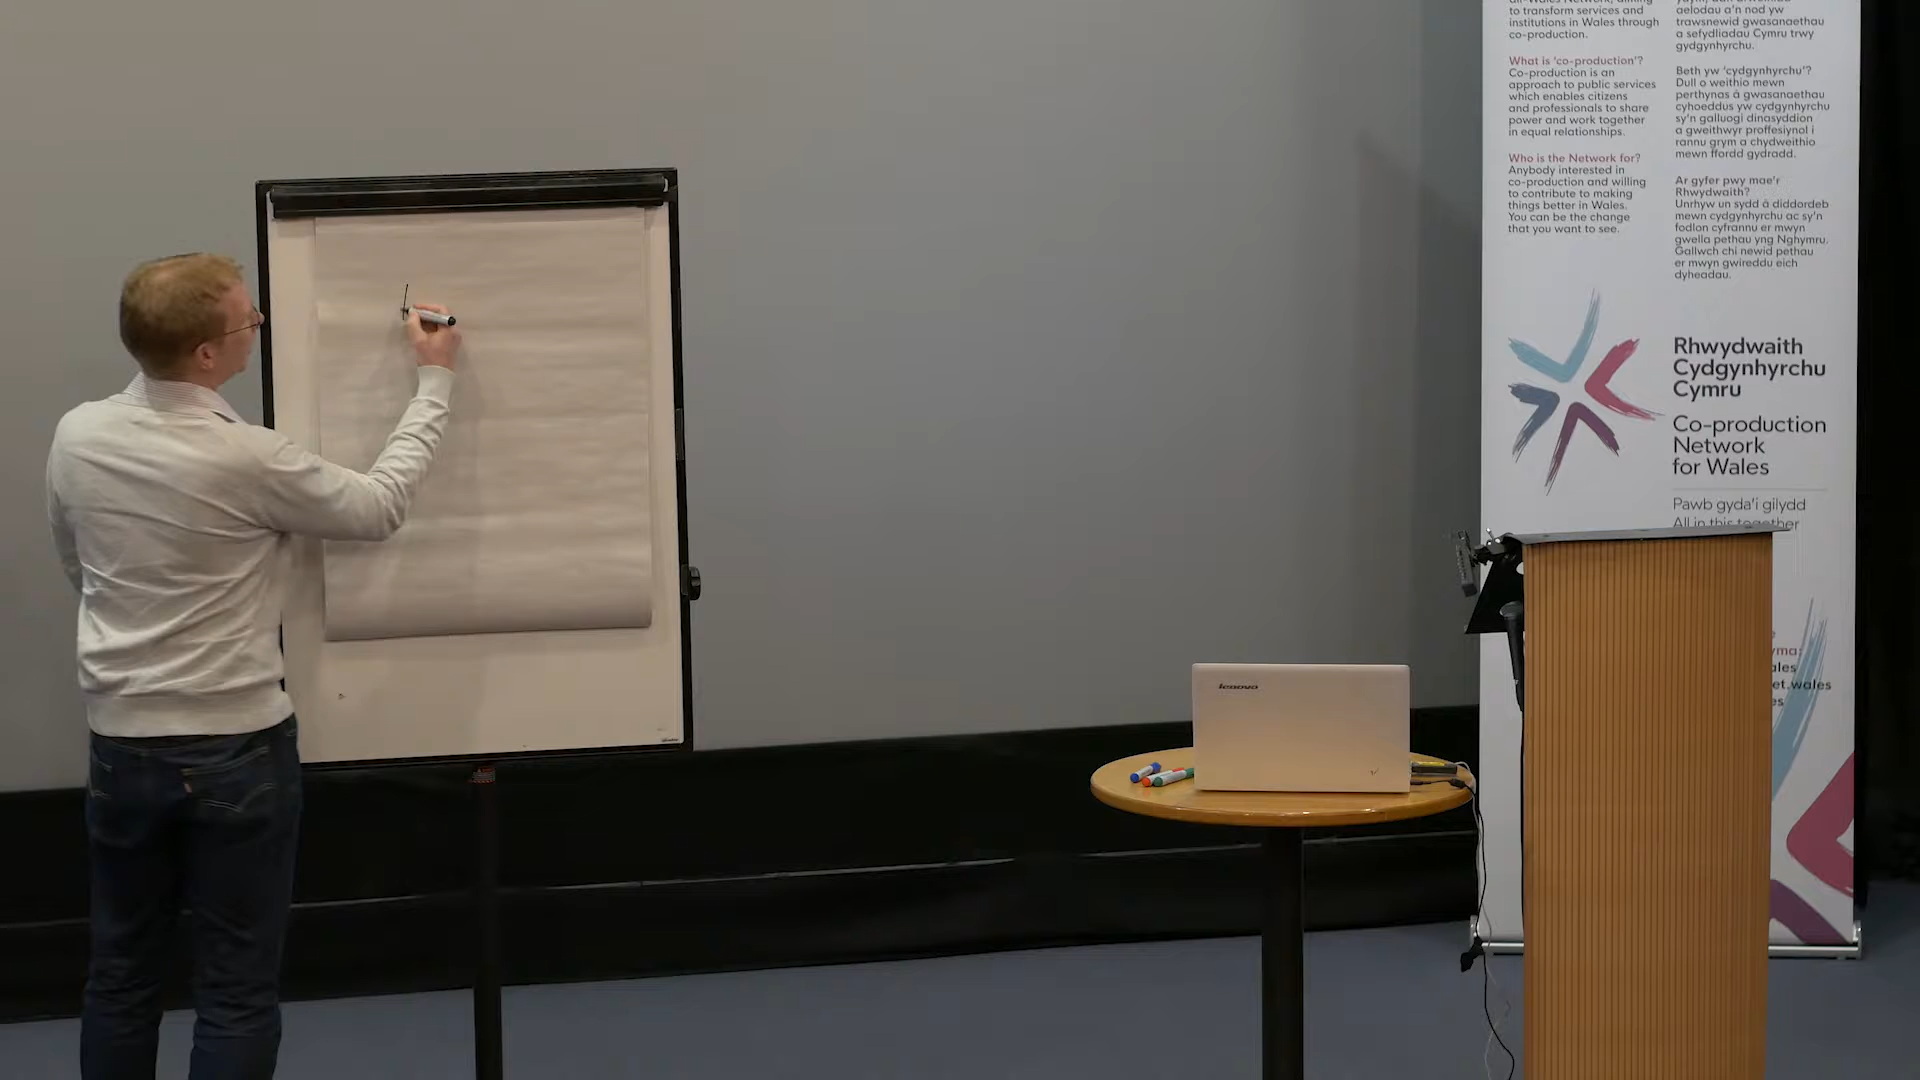 to transform services and
institutions in Wales through
co-production.
What is 'co-production'?
Co-production is an
approach to public services
which enables citizens
and professionals to share
power and work together
in equal relationships.
Who is the Network for?
Anybody interested in
co-production and willing
to contribute to making
things better in Wales.
You can be the change
that you want to see.
aelodau a'n nod yw
trawsnewid gwasanaethau
a sefydliadau Cymru trwy
gydgynhyrchu.
Beth yw 'cydgynhyrchu'?
Dull o weithio mewn
perthynas â gwasanaethau
cyhoeddus yw cydgynhyrchu
sy'n galluogi dinasyddion
a gweithwyr proffesiynol i
rannu grym a chydweithio
mewn ffordd gydradd.
Ar gyfer pwy mae'r
Rhwydwaith?
Unrhyw un sydd â diddordeb
mewn cydgynhyrchu ac sy'n
fodlon cyfrannu er mwyn
gwella pethau yng Nghymru.
Gallwch chi newid pethau
er mwyn gwireddu eich
dyheadau.
Rhwydwaith
Cydgynhyrchu
Cymru
Co-production
Network
for Wales
Pawb gyda'i gilydd
All in this together
et.wales
lenovo